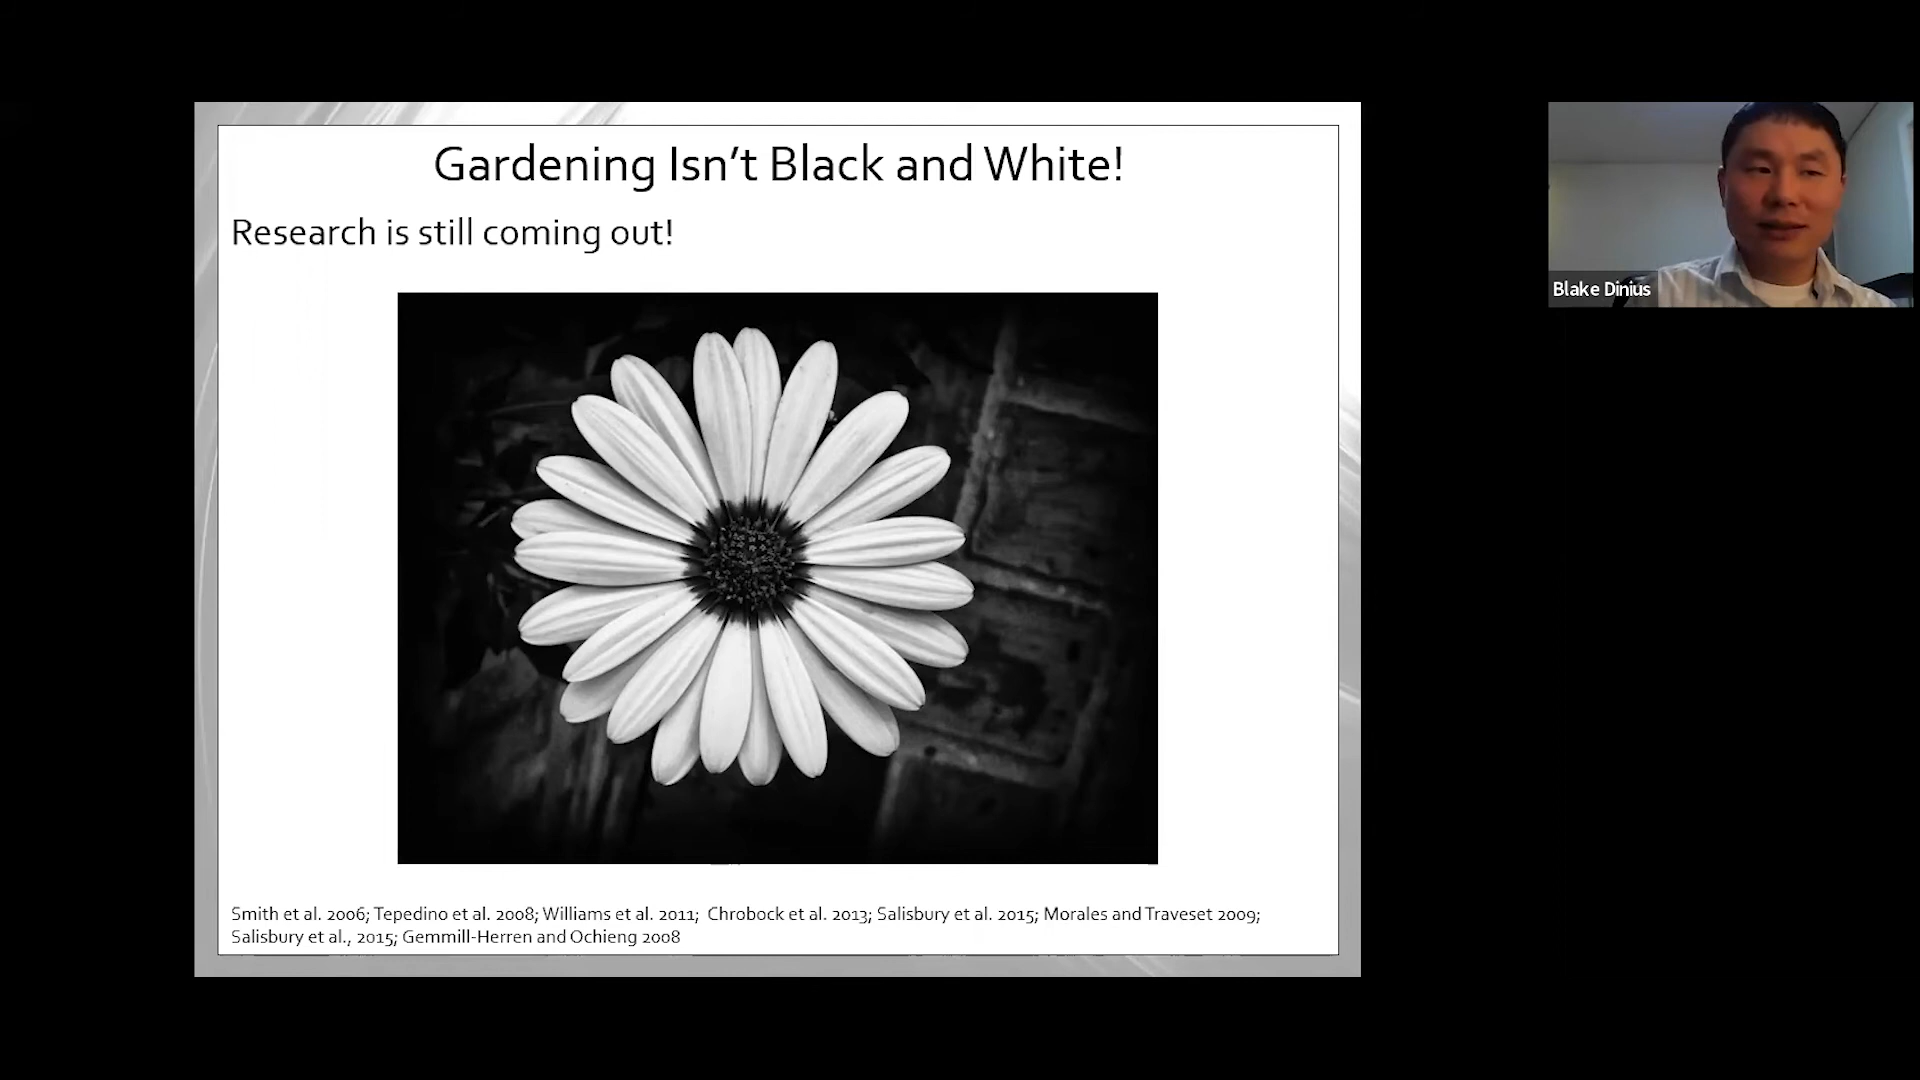 Gardening Isn’t Black and White!
Research is still coming out!
Blake Dinius
Smith et al. 2006; Tepedino et al. 2008; Williams et al. 2011;  Chrobock et al. 2013; Salisbury et al. 2015; Morales and Traveset 2009;
Salisbury et al., 2015; Gemmill-Herren and Ochieng 2008